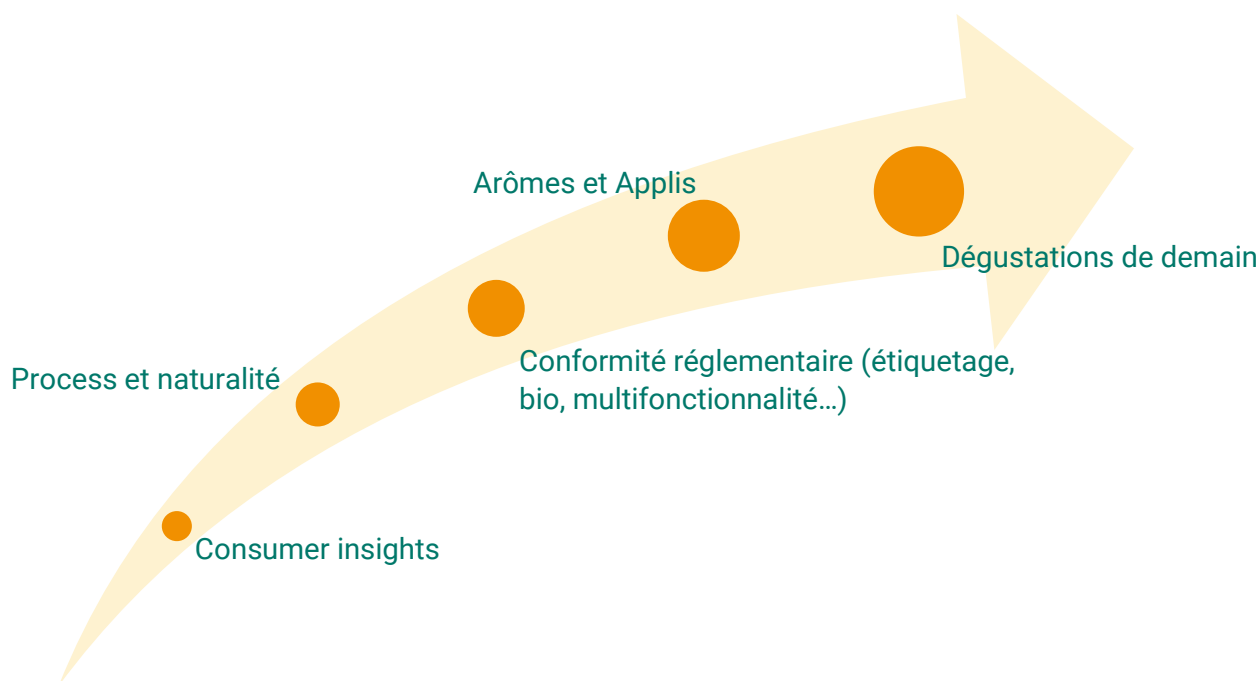 Arômes et Applis
Dégustations de demain
Conformité réglementaire (étiquetage,
bio, multifonctionnalité…)
Process et naturalité
Consumer insights